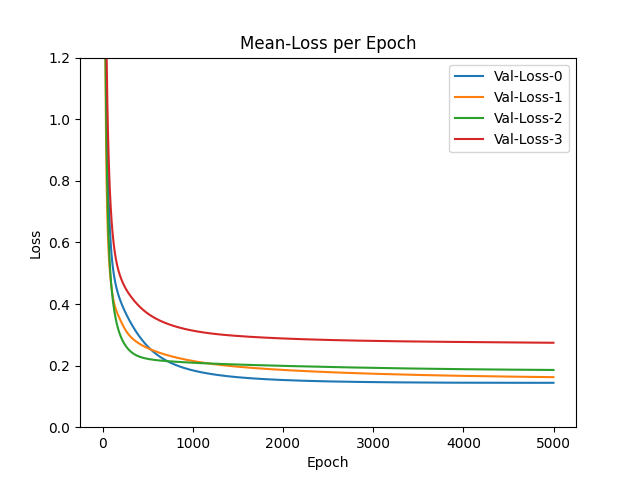 Mean-Loss per Epoch
1.2
1.0
0.8
0.6
0.4
0.2
0.0
Loss
Val-Loss-0
Val-Loss-1
Val-Loss-2
Val-Loss-3
0 1000 2000 3000 4000 5000
Epoch